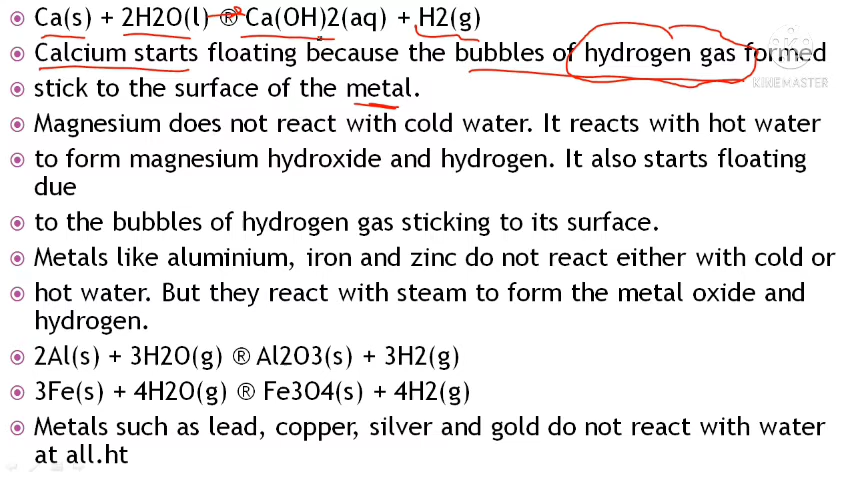 Ca(s) + 2H2O(l) ® Ca(OH)2(aq) + H2(g)
Calcium starts floating because the bubbles of hydrogen gas formed
KINEMASTER
stick to the surface of the metal.
Magnesium does not react with cold water. It reacts with hot water
to form magnesium hydroxide and hydrogen. It also starts floating
due
to the bubbles of hydrogen gas sticking to its surface.
Metals like aluminium, iron and zinc do not react either with cold or
hot water. But they react with steam to form the metal oxide and
hydrogen.
2Al(s) + 3H2O(g) ® Al2O3(s) + 3H2(g)
3Fe(s) + 4H2O(g) ® Fe3O4(s) + 4H2(g)
Metals such as lead, copper, silver and gold do not react with water
at all.ht